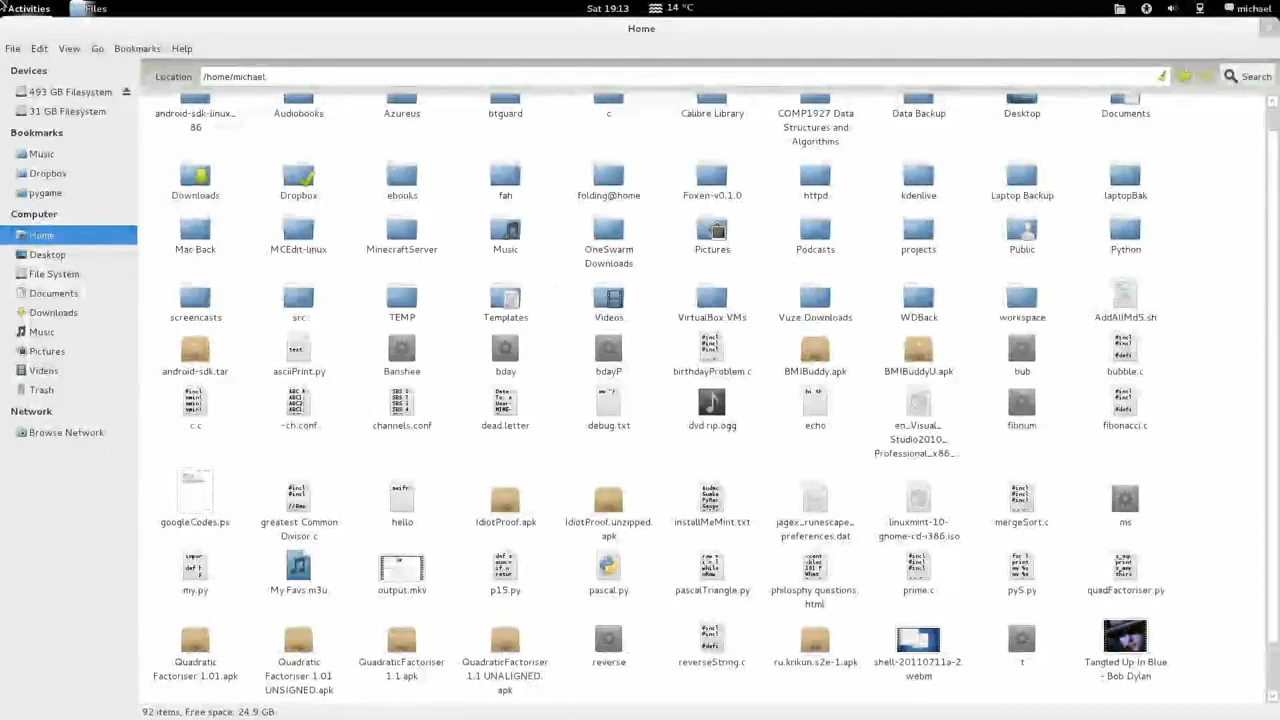 Activities Files Sat 19:13 14 °C michael
Home
File Edit View Go Bookmarks Help
Devices
493 GB Filesystem
31 GB Filesystem
Bookmarks
Music
Dropbox
pygame
Computer
Home
Desktop
File System
Documents
Downloads
Music
Pictures
Videos
Trash
Network
Browse Network
Location /home/michael Search
android-sdk-linux_
86
Audiobooks
Azureus
btguard
c
Calibre Library
COMP1927 Data
Structures and
Algorithms
Data Backup
Desktop
Documents
Downloads
Dropbox
ebooks
fah
folding@home
Foxen-v0.1.0
httpd
kdenlive
Laptop Backup
laptopBak
Mac Back
MCEdit-linux
MinecraftServer
Music
OneSwarm
Downloads
Pictures
Podcasts
projects
Public
Python
screencasts
src
TEMP
Templates
Videos
VirtualBox VMs
Vuze Downloads
WDBack
workspace
AddAllMd5.sh
android-sdk.tar
asciiPrint.py
Banshee
bday
bdayP
birthdayProblem.c
BMIBuddy.apk
BMIBuddyU.apk
bub
bubble.c
c.c
-ch.conf
channels.conf
dead.letter
debug.txt
dvd rip.ogg
echo
en_Visual_
Studio2010_
Professional_x86_...
fibnum
fibonacci.c
googleCodes.ps
greatest Common
Divisor.c
hello
IdiotProof.apk
IdiotProof.unzipped.
apk
installMeMint.txt
jagex_runescape_
preferences.dat
linuxmint-10-
gnome-cd-i386.iso
mergeSort.c
ms
my.py
My Favs.m3u
output.mkv
p15.py
pascal.py
pascalTriangle.py
philosphy questions.
html
prime.c
py5.py
quadFactoriser.py
Quadratic
Factoriser 1.01.apk
Quadratic
Factoriser 1.01
UNSIGNED.apk
QuadraticFactoriser
1.1.apk
QuadraticFactoriser
1.1 UNALIGNED.
apk
reverse
reverseString.c
ru.krikun.s2e-1.apk
shell-20110711a-2.
webm
t
Tangled Up In Blue
- Bob Dylan
92 items, Free space: 24.9 GB